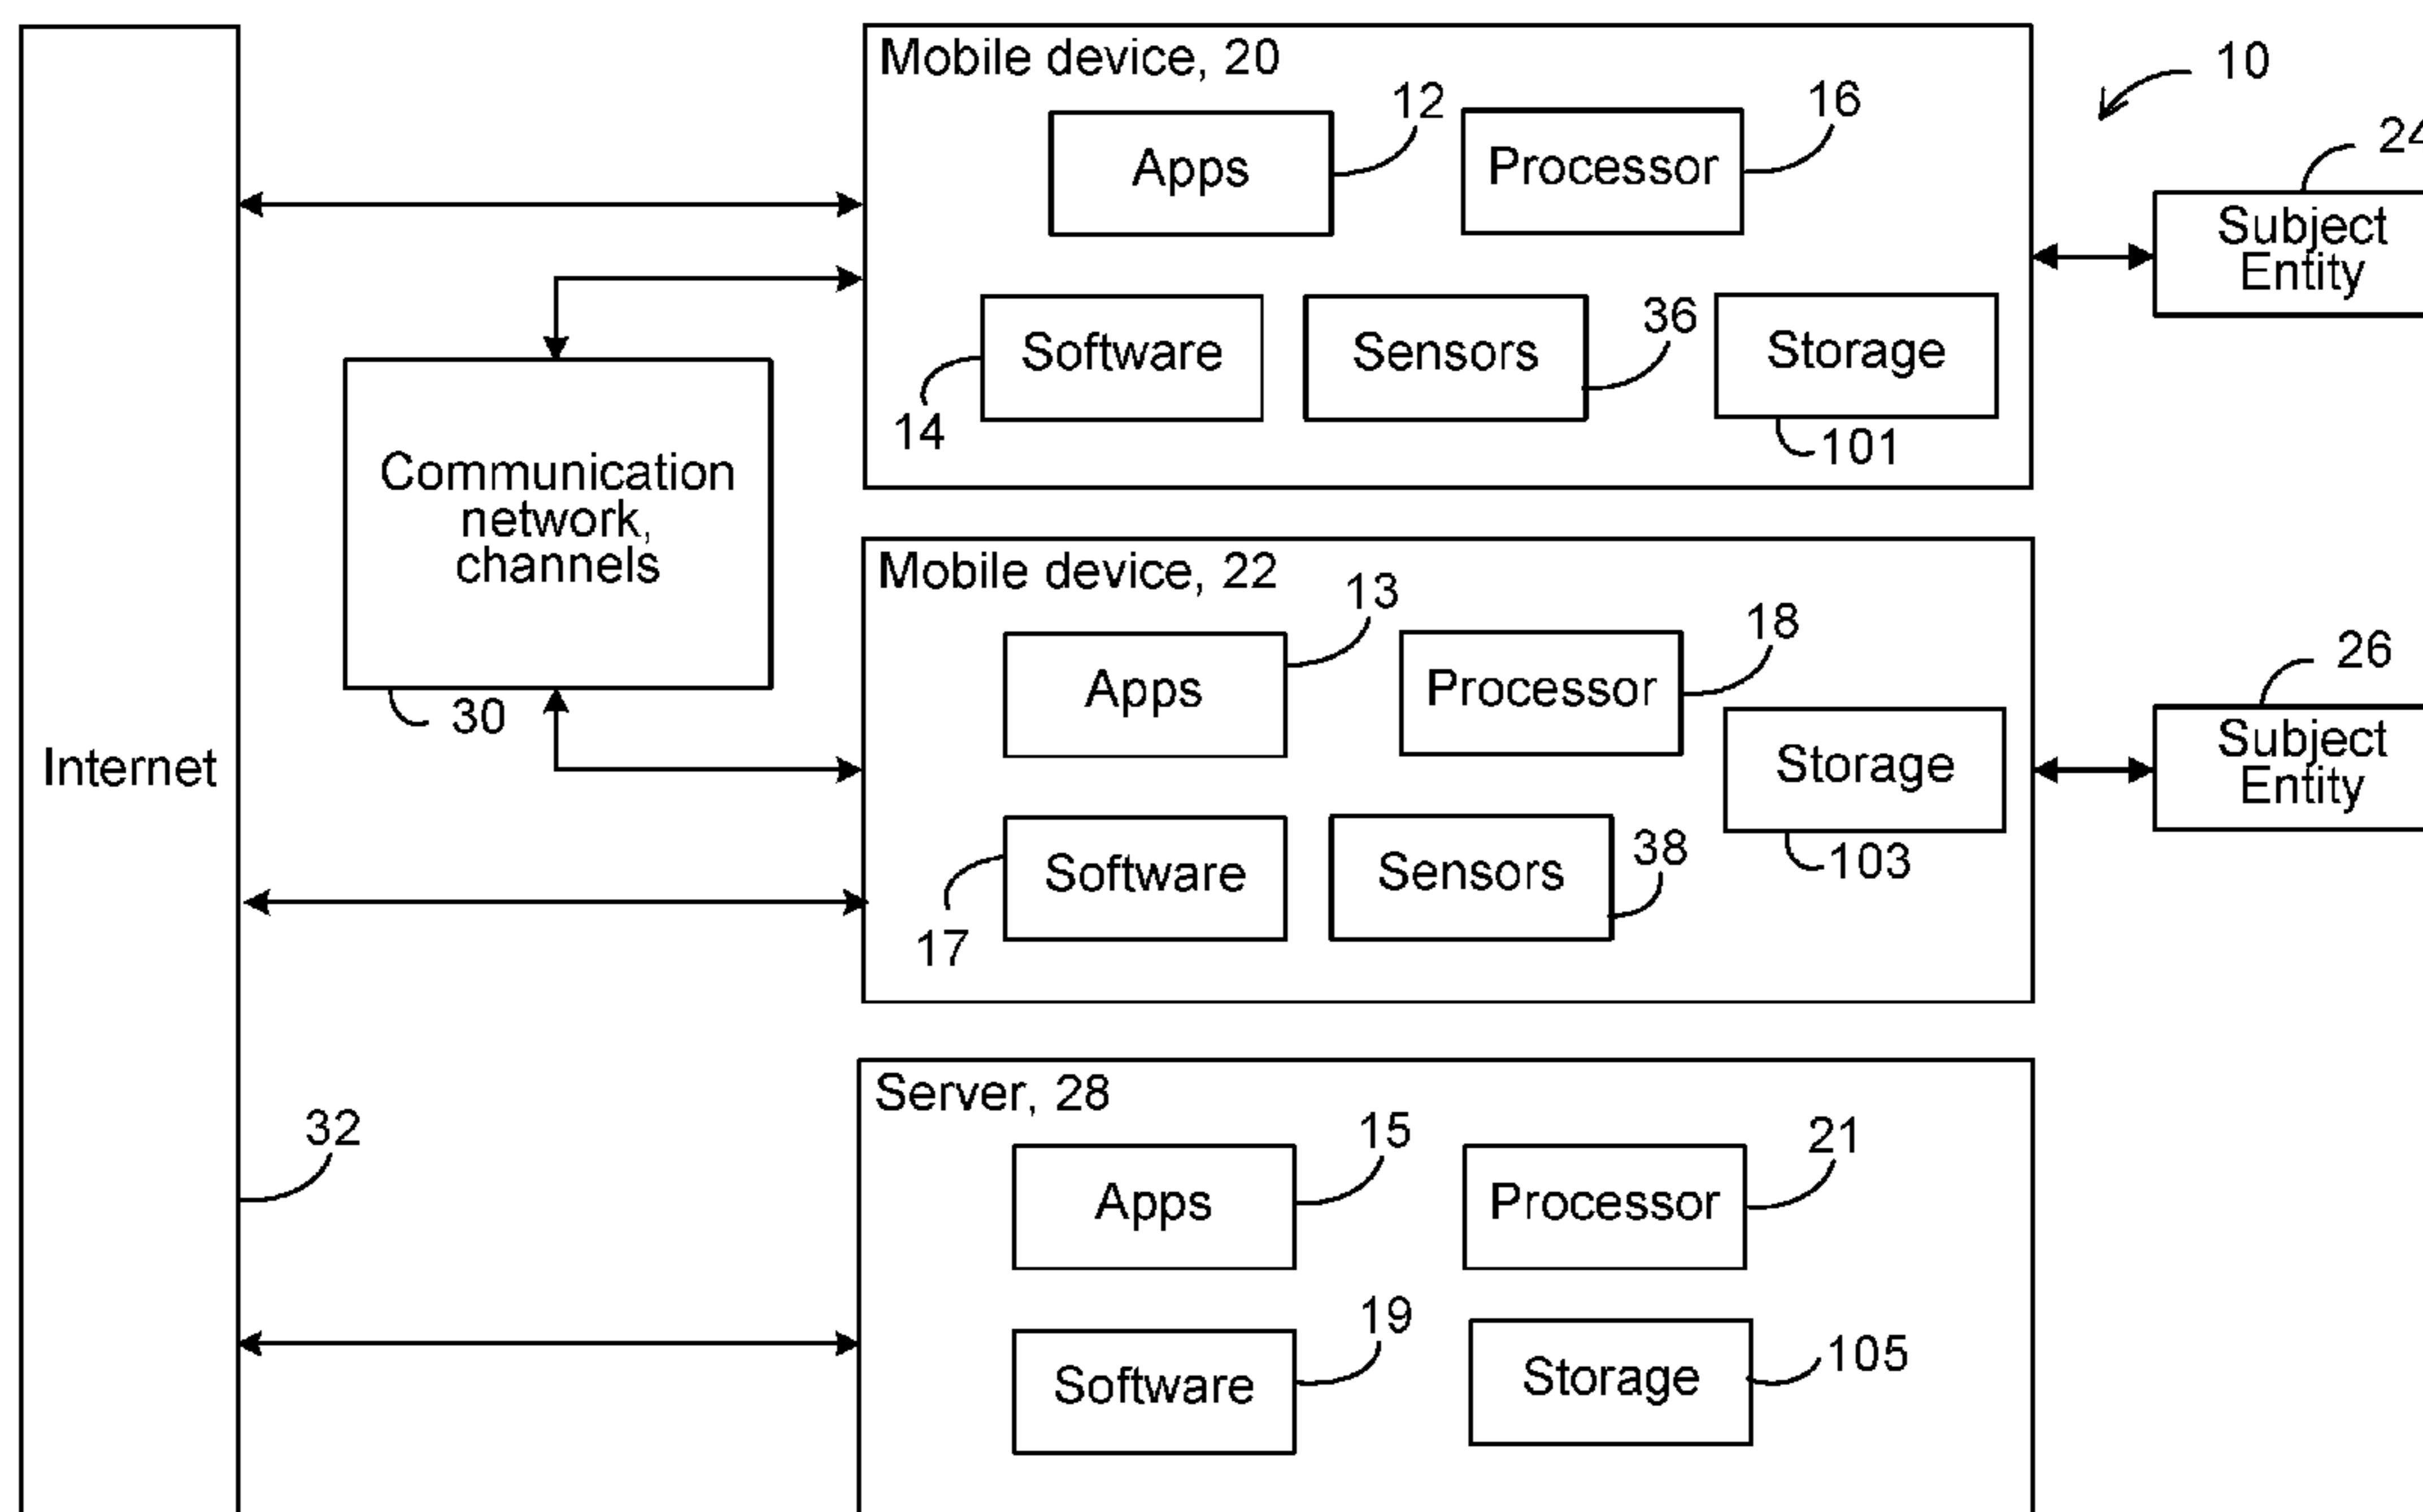 Mobile device, 20
10
12
16
24
Apps
Processor
Subject
Entity
36
Software
Sensors
Storage
14
101
Communication
network,
channels
30
Mobile device, 22
13
18
26
Apps
Processor
Subject
Entity
Storage
Internet
38
103
Software
Sensors
17
Server, 28
32
15
21
Apps
Processor
19
105
Software
Storage